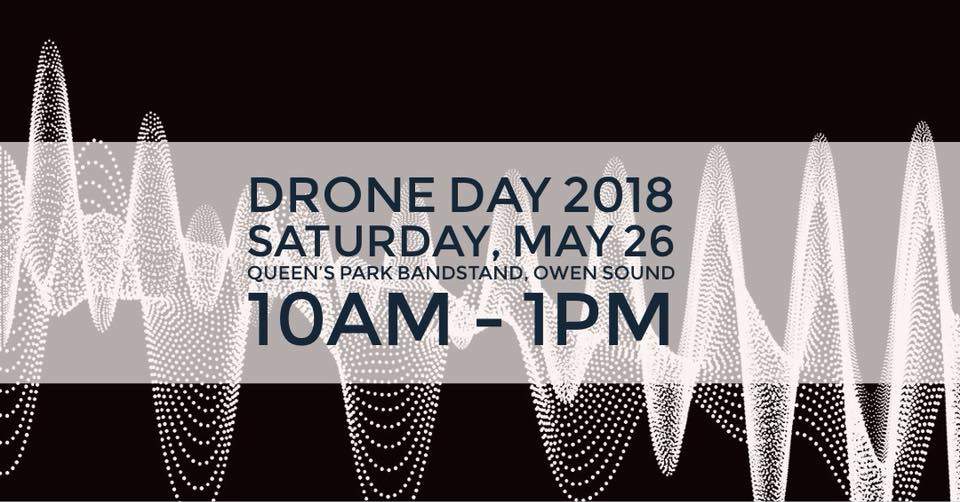 DRONE DAY 2018
SATURDAY, MAY 26
QUEEN'S PARK BANDSTAND, OWEN SOUND
10AM - 1PM